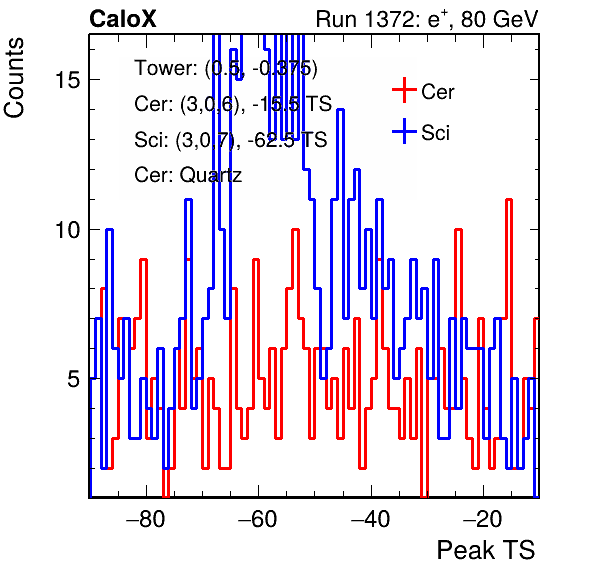 CaloX Run 1372: e⁺, 80 GeV
Counts
15
10
5
Tower: (0.5, -0.375)
Cer: (3,0,6), -15.5 TS
Sci: (3,0,7), -62.5 TS
Cer: Quartz
Cer
Sci
−80 −60 −40 −20
Peak TS